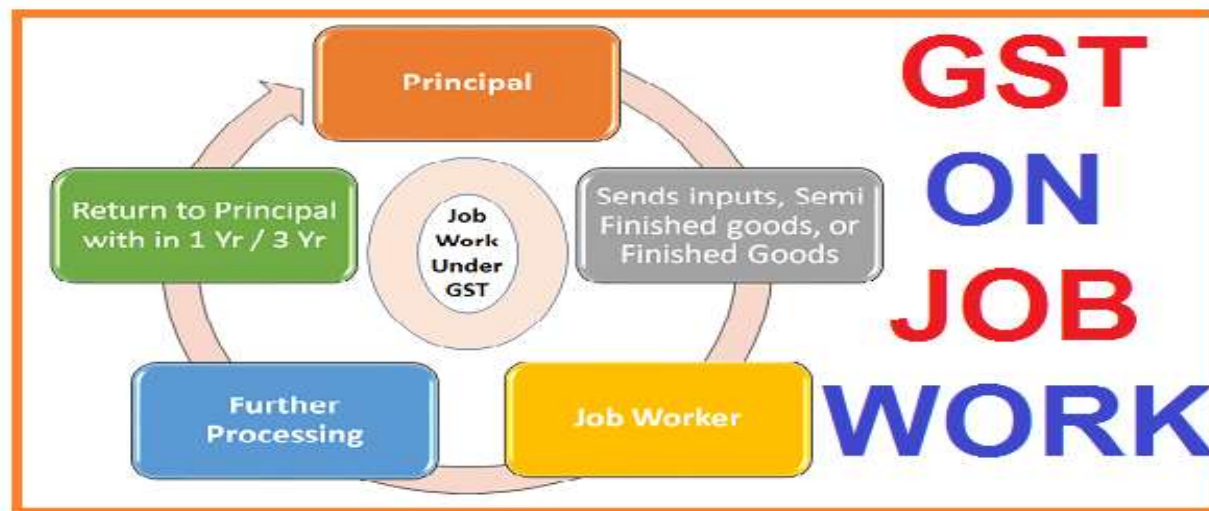 Principal
Sends inputs, Semi
Finished goods, or
Finished Goods
Job Worker
Further
Processing
Return to Principal
with in 1 Yr / 3 Yr
Job
Work
Under
GST
GST
ON
JOB
WORK